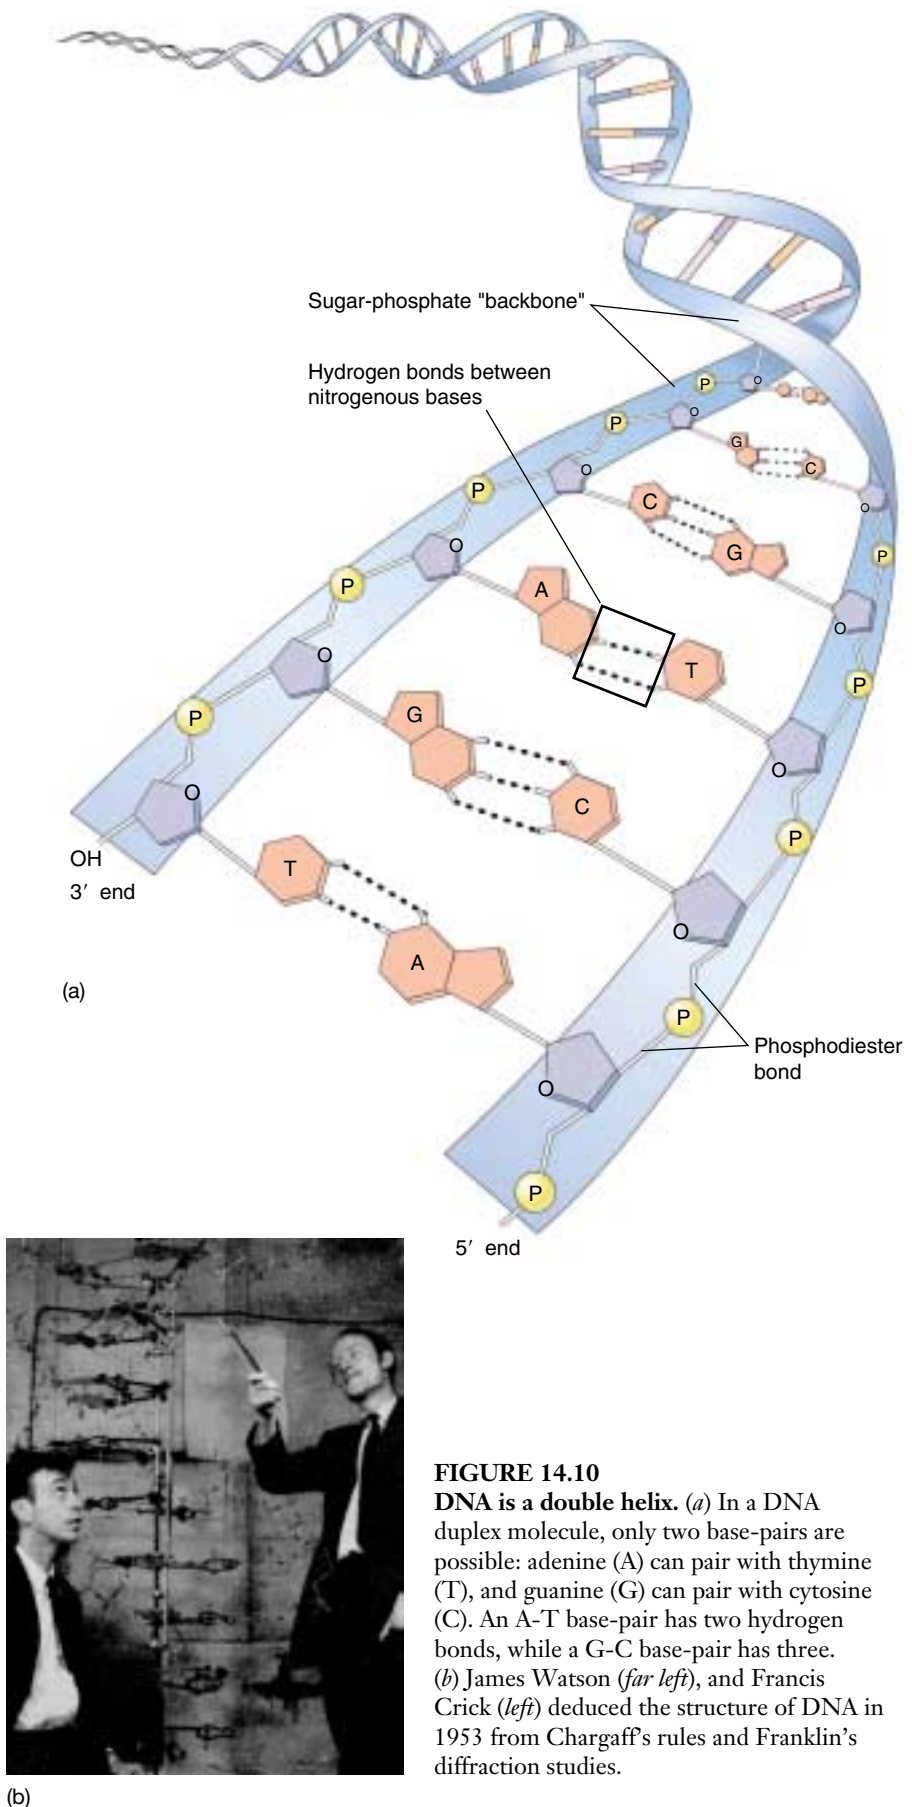 Sugar-phosphate "backbone"
Hydrogen bonds between
nitrogenous bases
P
O
P
O
G
C
O
P
O
C
G
P
O
P
A
T
O
P
O
P
G
C
O
P
O
P
O
T
A
O
P
O
P
OH
3′ end
(a)
Phosphodiester
bond
5′ end
FIGURE 14.10
DNA is a double helix. (a) In a DNA
duplex molecule, only two base-pairs are
possible: adenine (A) can pair with thymine
(T), and guanine (G) can pair with cytosine
(C). An A-T base-pair has two hydrogen
bonds, while a G-C base-pair has three.
(b) James Watson (far left), and Francis
Crick (left) deduced the structure of DNA in
1953 from Chargaff's rules and Franklin's
diffraction studies.
(b)